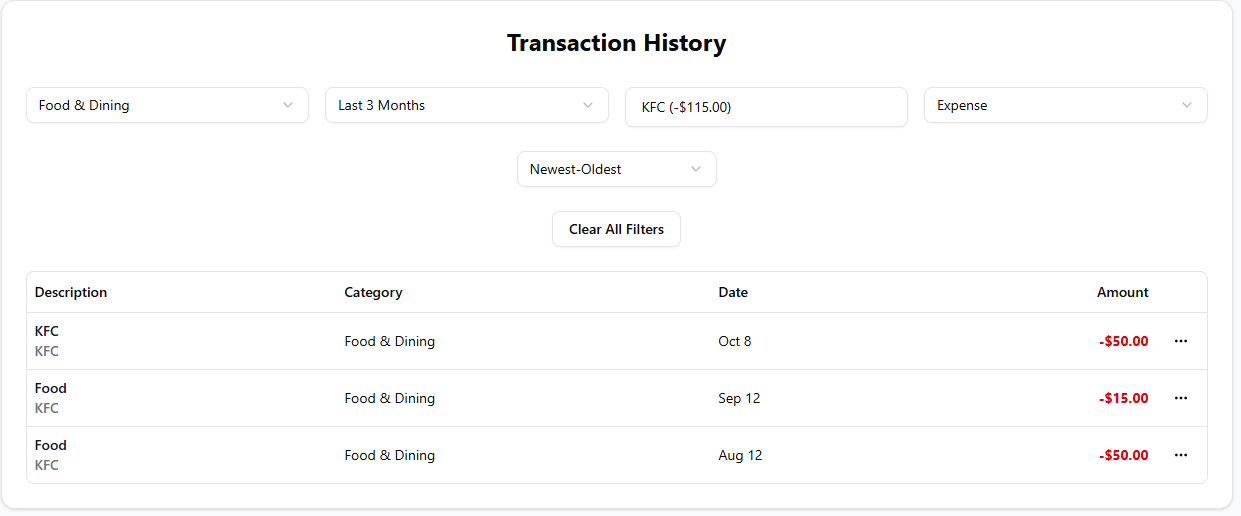 Transaction History
Food & Dining
Last 3 Months
KFC (-$115.00)
Expense
Newest-Oldest
Clear All Filters
Description Category Date Amount
KFC
KFC
Food & Dining Oct 8 -$50.00 ···
Food
KFC
Food & Dining Sep 12 -$15.00 ···
Food
KFC
Food & Dining Aug 12 -$50.00 ···